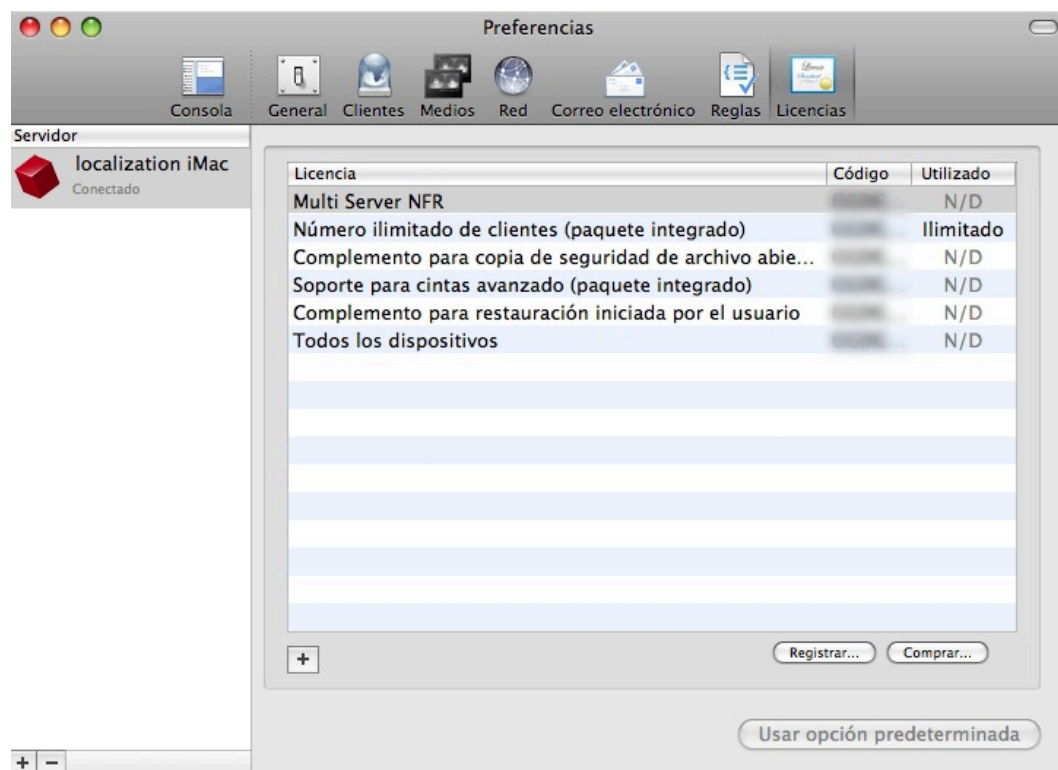 Preferencias
Consola General Clientes Medios Red Correo electrónico Reglas Licencias
Servidor
localization iMac
Conectado
Licencia Código Utilizado
Multi Server NFR N/D
Número ilimitado de clientes (paquete integrado) Ilimitado
Complemento para copia de seguridad de archivo abie... N/D
Soporte para cintas avanzado (paquete integrado) N/D
Complemento para restauración iniciada por el usuario N/D
Todos los dispositivos N/D
+ Registrar... Comprar...
Usar opción predeterminada
+ −